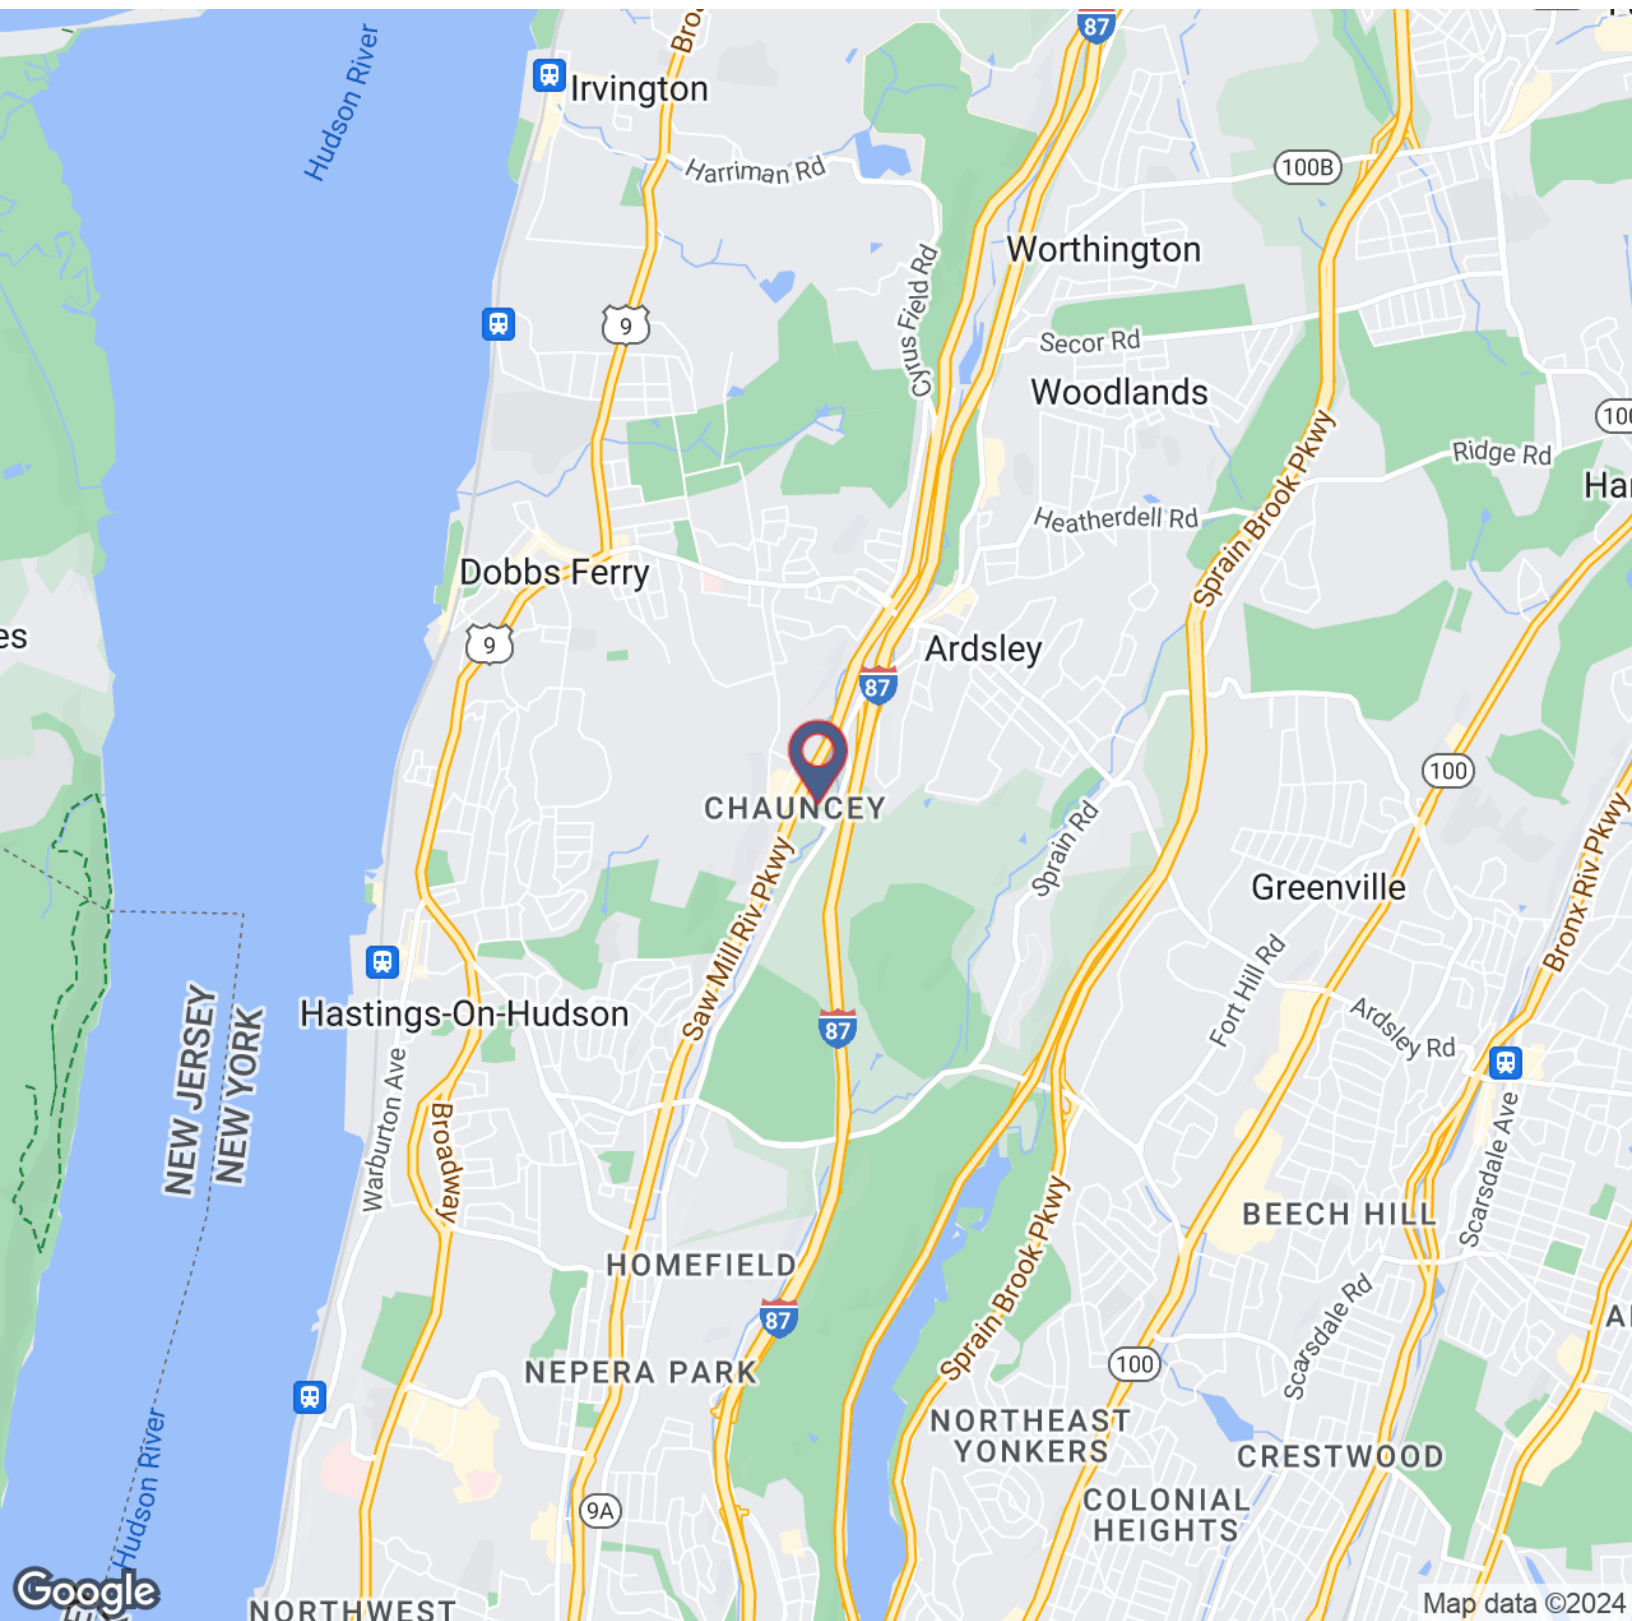 Bro
87
Irvington
Hudson River
Harriman Rd
100B
Worthington
Cyrus Field Rd
9
Secor Rd
Woodlands
100
Ridge Rd
Sprain Brook Pkwy
Heatherdell Rd
Har
Dobbs Ferry
9
es
Ardsley
87
100
CHAUNCEY
Sprain Rd
Saw Mill Riv Pkwy
Greenville
Bronx Riv Pkwy
Fort Hill Rd
Hastings-On-Hudson
87
Ardsley Rd
NEW JERSEY
NEW YORK
Warburton Ave
Broadway
Scarsdale Ave
BEECH HILL
Sprain Brook Pkwy
HOMEFIELD
87
Scarsdale Rd
NEPERA PARK
100
NORTHEAST
YONKERS
CRESTWOOD
COLONIAL
HEIGHTS
9A
Hudson River
Google
NORTHWEST
Map data ©2024